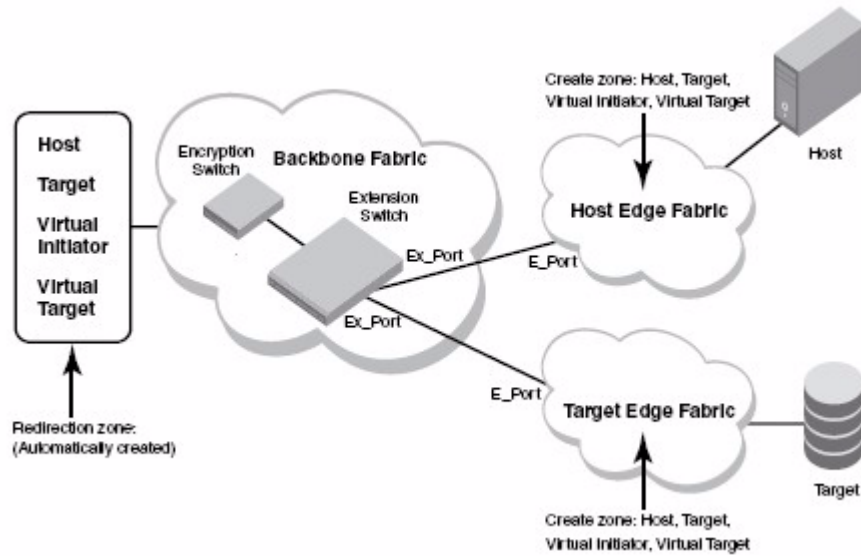 Create zone: Host, Target,
Virtual Initiator, Virtual Target
Host
Host
Target
Virtual
Initiator
Virtual
Target
Encryption
Switch
Backbone Fabric
Extension
Switch
Host Edge Fabric
Ex_Port
E_Port
Ex_Port
E_Port
Target Edge Fabric
Redirection zone:
(Automatically created)
Target
Create zone: Host, Target,
Virtual Initiator, Virtual Target